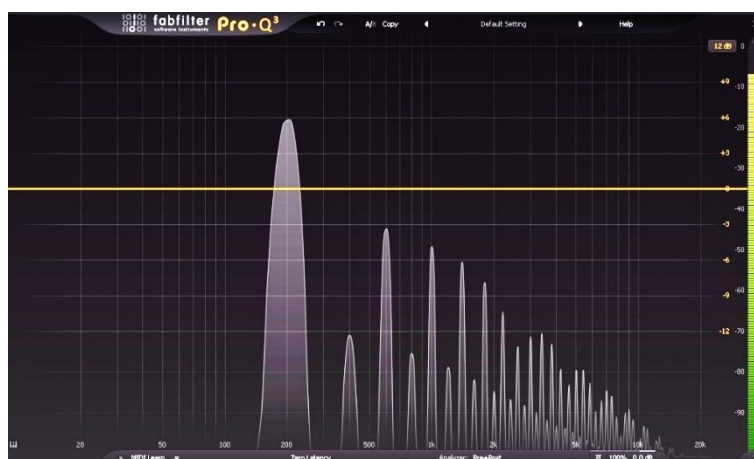 fabfilter Pro·Q³ A/B Copy Default Setting Help
software instruments
12 dB 0
+9 -10
+6 -20
+3 -30
0 -40
-3 -50
-6 -60
-9 -70
-12 -80
-90
20 50 100 200 500 1k 2k 5k 10k 20k
MIDI Learn Zero Latency Analyzer: Pre+Post 100% 0.0 dB